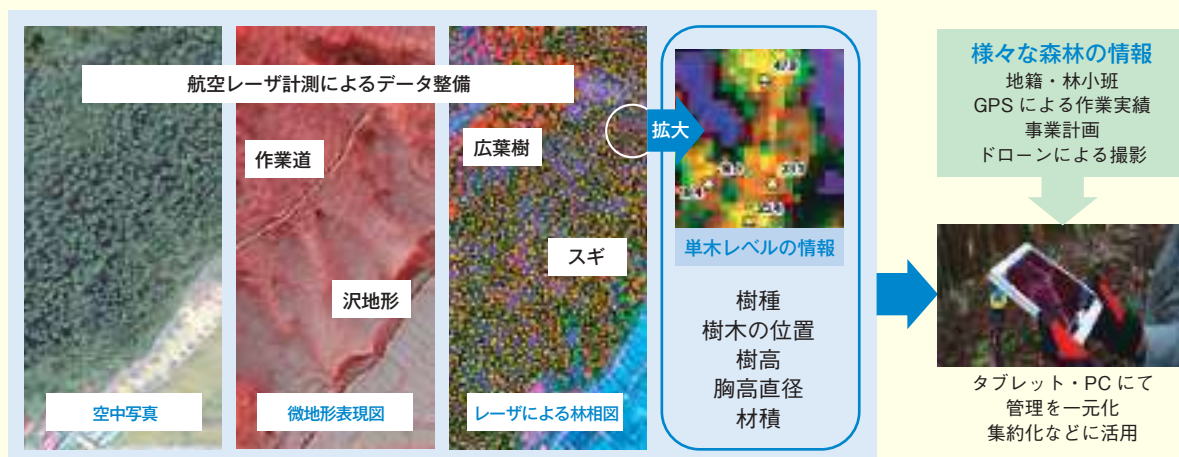 航空レーザ計測によるデータ整備
作業道
沢地形
広葉樹
スギ
空中写真
微地形表現図
レーザによる林相図
拡大
単木レベルの情報
樹種
樹木の位置
樹高
胸高直径
材積
様々な森林の情報
地籍・林小班
GPS による作業実績
事業計画
ドローンによる撮影
タブレット・PC にて
管理を一元化
集約化などに活用